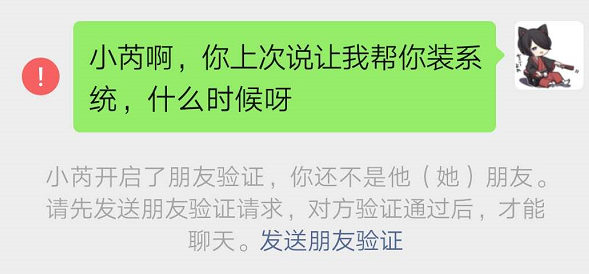 小芮啊，你上次说让我帮你装系
统，什么时候呀
小芮开启了朋友验证，你还不是他（她）朋友。
请先发送朋友验证请求，对方验证通过后，才能
聊天。发送朋友验证